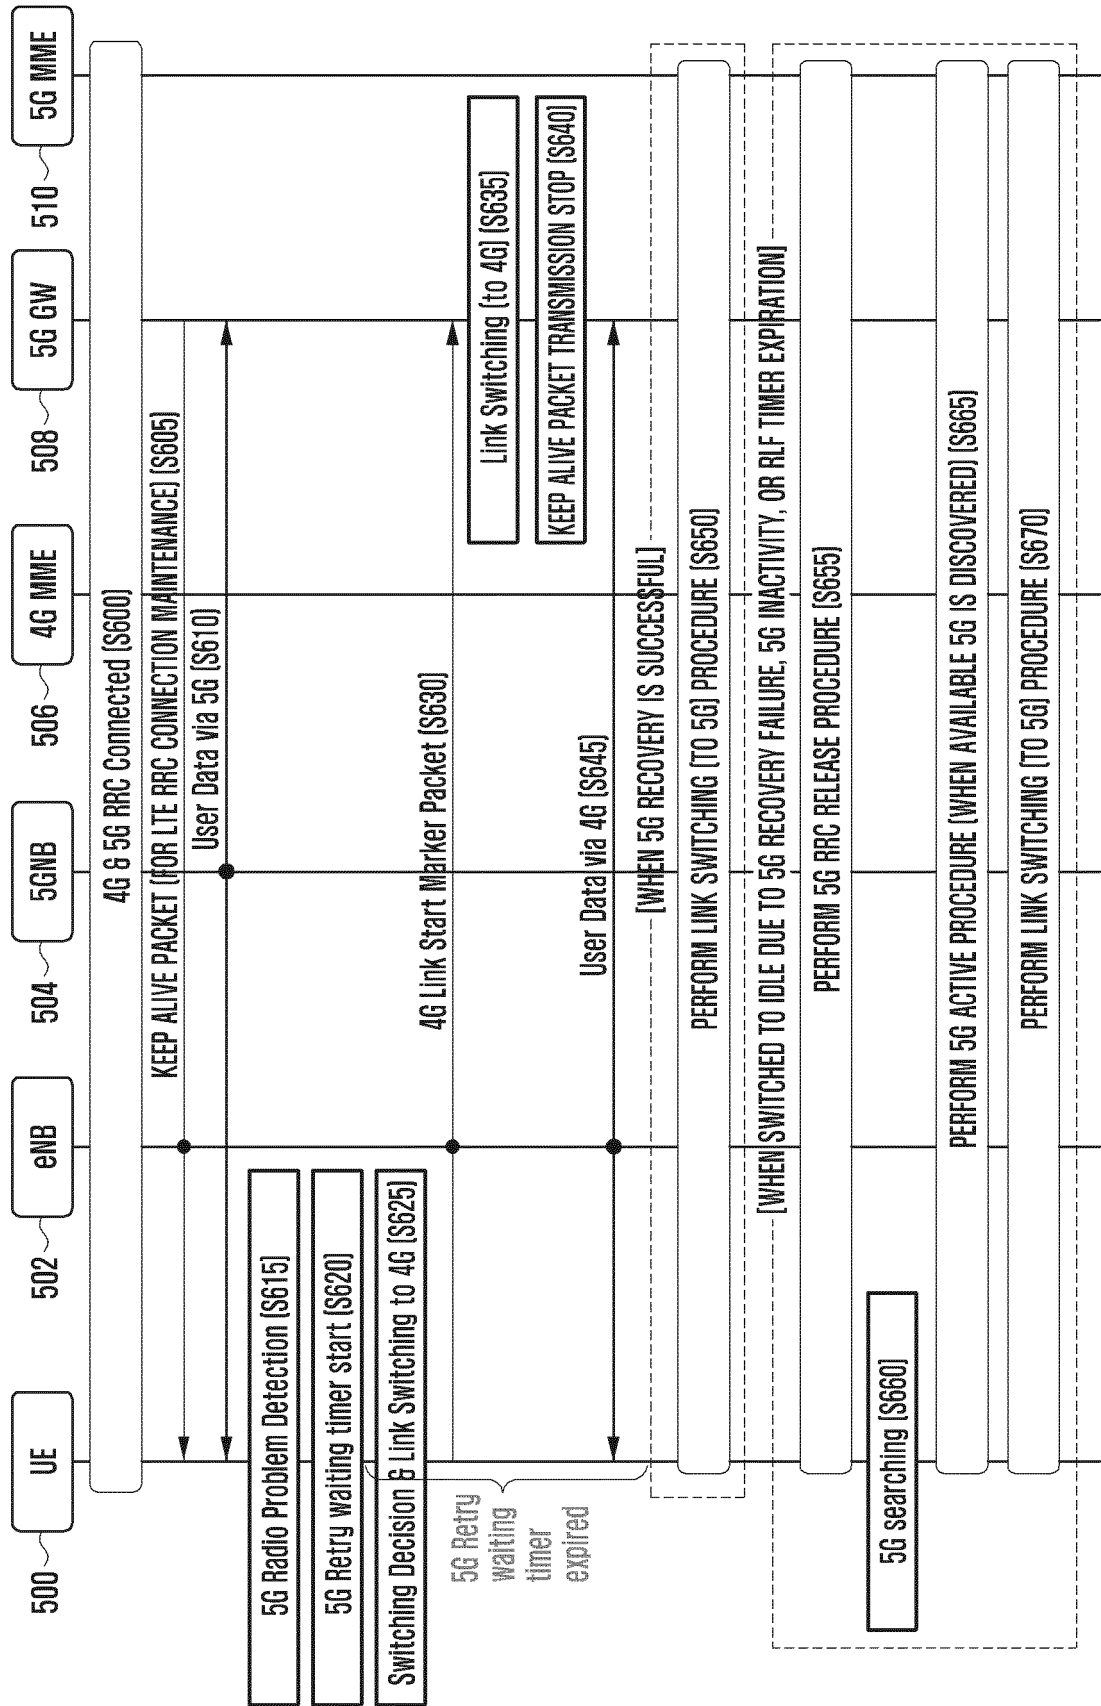 500
502
504
506
508
510
UE
eNB
5GNB
4G MME
5G GW
5G MME
4G & 5G RRC Connected (S600)
KEEP ALIVE PACKET (FOR LTE RRC CONNECTION MAINTENANCE) (S605)
User Data via 5G (S610)
5G Radio Problem Detection (S615)
5G Retry waiting timer start (S620)
Switching Decision & Link Switching to 4G (S625)
4G Link Start Marker Packet (S630)
Link Switching (to 4G) (S635)
KEEP ALIVE PACKET TRANSMISSION STOP (S640)
5G Retry
waiting
timer
expired
User Data via 4G (S645)
[WHEN 5G RECOVERY IS SUCCESSFUL]
PERFORM LINK SWITCHING (TO 5G) PROCEDURE (S650)
[WHEN SWITCHED TO IDLE DUE TO 5G RECOVERY FAILURE, 5G INACTIVITY, OR RLF TIMER EXPIRATION]
PERFORM 5G RRC RELEASE PROCEDURE (S655)
5G searching (S660)
PERFORM 5G ACTIVE PROCEDURE (WHEN AVAILABLE 5G IS DISCOVERED) (S665)
PERFORM LINK SWITCHING (TO 5G) PROCEDURE (S670)